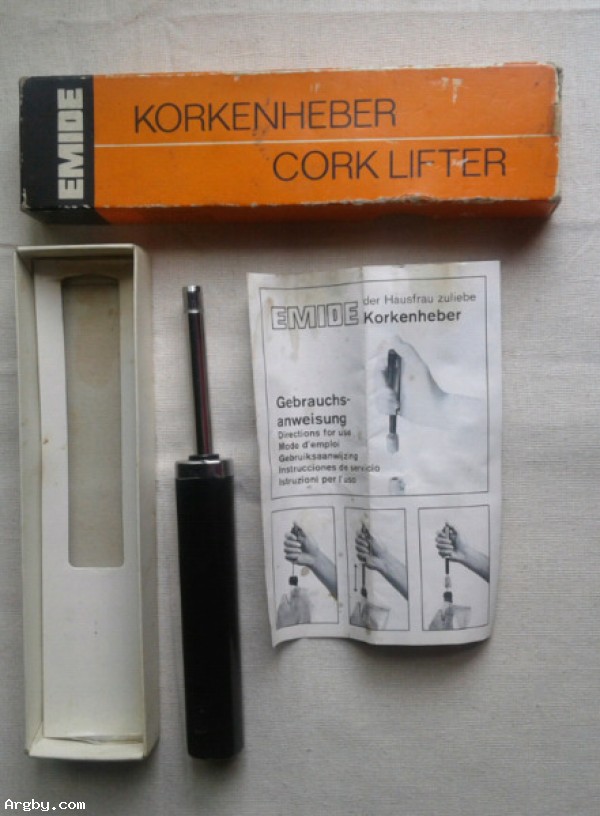 EMIDE
KORKENHEBER
CORK LIFTER
EMIDE der Hausfrau zuliebe
Korkenheber
Gebrauchs-
anweisung
Directions for use
Mode d'emploi
Gebruiksaanwijzing
Instrucciones de servicio
Istruzioni per l'uso
Argby.com